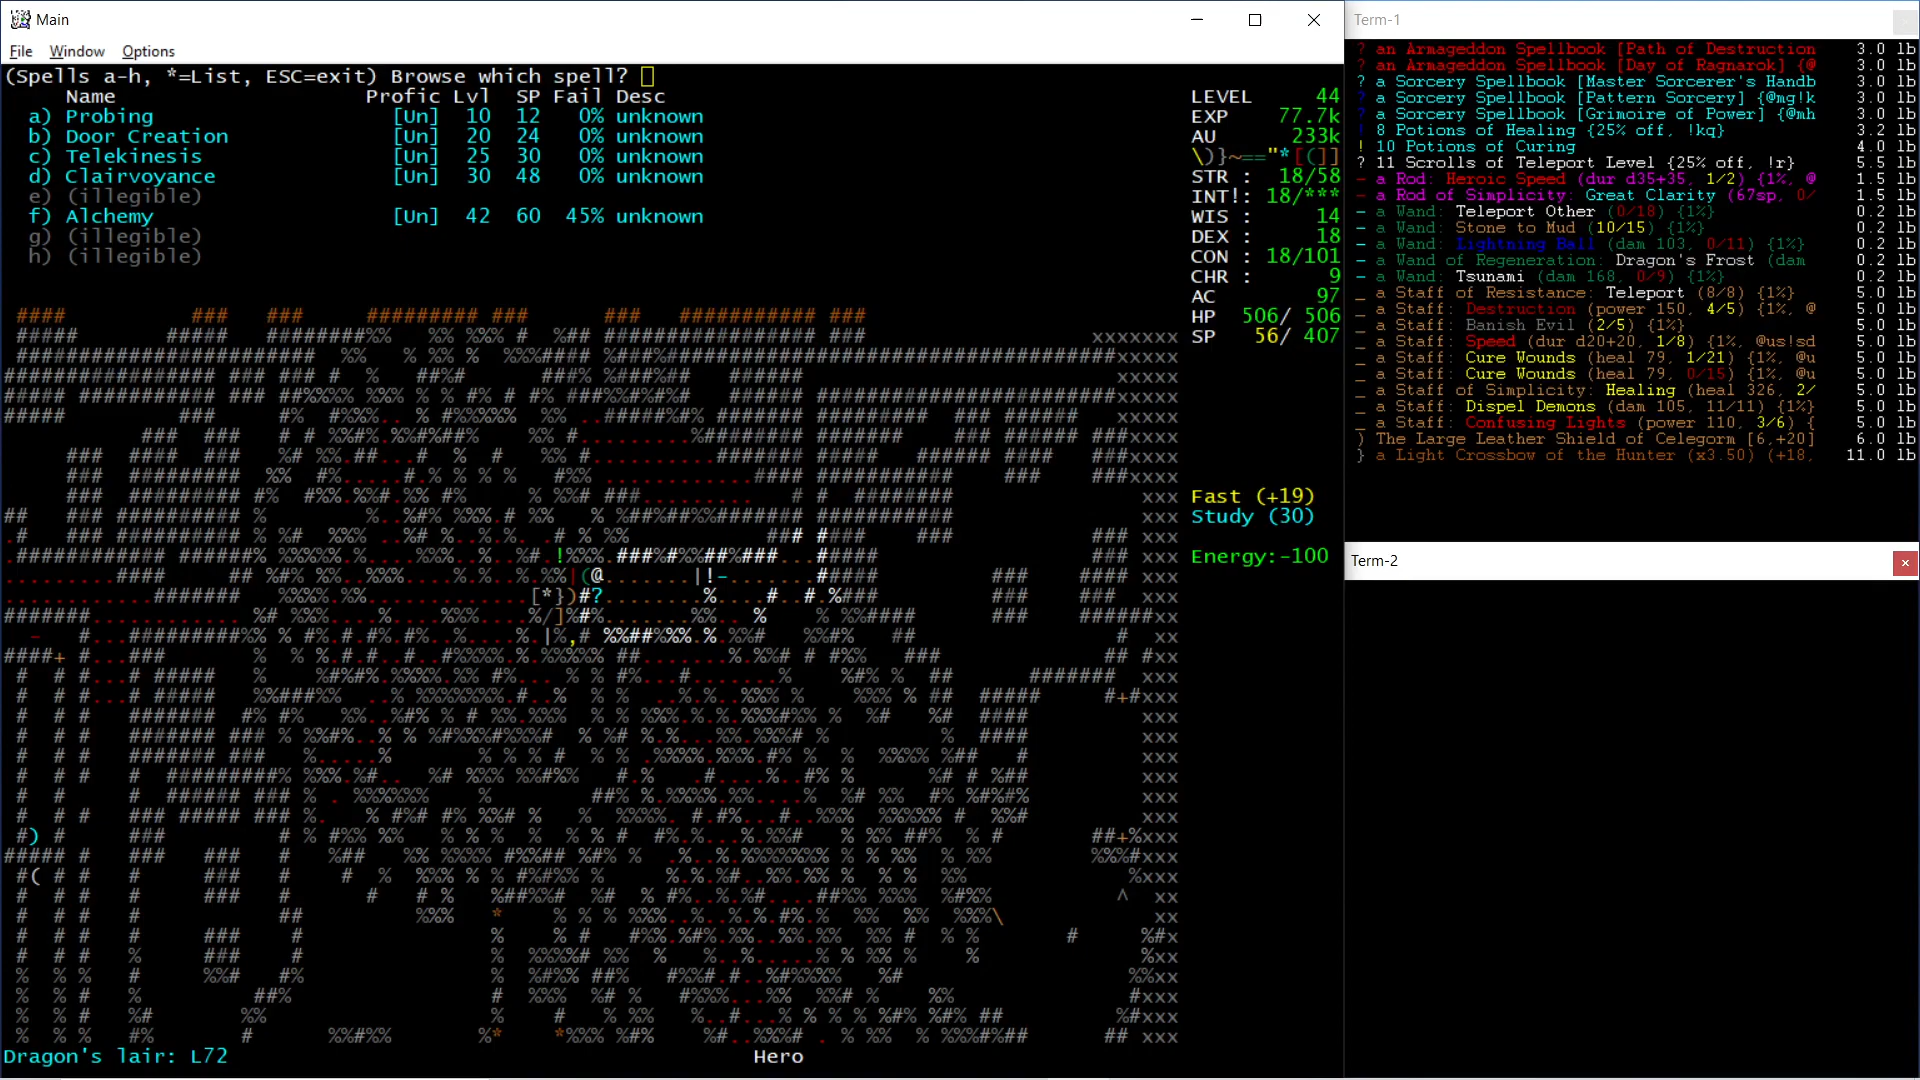 Main
File Window Options
(Spells a-h, *=List, ESC=exit) Browse which spell?
Name Profic Lvl SP Fail Desc
a) Probing [Un] 10 12 0% unknown
b) Door Creation [Un] 20 24 0% unknown
c) Telekinesis [Un] 25 30 0% unknown
d) Clairvoyance [Un] 30 48 0% unknown
e) (illegible)
f) Alchemy [Un] 42 60 45% unknown
g) (illegible)
h) (illegible)
LEVEL 44
EXP 77.7k
AU 233k
\)}~=="*[(]]
STR : 18/58
INT!: 18/***
WIS : 14
DEX : 18
CON : 18/101
CHR : 9
AC 97
HP 506/ 506
SP 56/ 407
Fast (+19)
Study (30)
Energy:-100
Dragon's lair: L72
Hero
Term-1
? an Armageddon Spellbook [Path of Destruction 3.0 lb
? an Armageddon Spellbook [Day of Ragnarok] {@ 3.0 lb
? a Sorcery Spellbook [Master Sorcerer's Handb 3.0 lb
? a Sorcery Spellbook [Pattern Sorcery] {@mg!k 3.0 lb
? a Sorcery Spellbook [Grimoire of Power] {@mh 3.0 lb
! 8 Potions of Healing {25% off, !kq} 3.2 lb
! 10 Potions of Curing 4.0 lb
? 11 Scrolls of Teleport Level {25% off, !r} 5.5 lb
- a Rod: Heroic Speed (dur d35+35, 1/2) {1%, @ 1.5 lb
- a Rod of Simplicity: Great Clarity (67sp, 0/ 1.5 lb
- a Wand: Teleport Other (0/18) {1%} 0.2 lb
- a Wand: Stone to Mud (10/15) {1%} 0.2 lb
- a Wand: Lightning Ball (dam 103, 0/11) {1%} 0.2 lb
- a Wand of Regeneration: Dragon's Frost (dam 0.2 lb
- a Wand: Tsunami (dam 168, 0/9) {1%} 0.2 lb
_ a Staff of Resistance: Teleport (8/8) {1%} 5.0 lb
_ a Staff: Destruction (power 150, 4/5) {1%, @ 5.0 lb
_ a Staff: Banish Evil (2/5) {1%} 5.0 lb
_ a Staff: Speed (dur d20+20, 1/8) {1%, @us!sd 5.0 lb
_ a Staff: Cure Wounds (heal 79, 1/21) {1%, @u 5.0 lb
_ a Staff: Cure Wounds (heal 79, 0/15) {1%, @u 5.0 lb
_ a Staff of Simplicity: Healing (heal 326, 2/ 5.0 lb
_ a Staff: Dispel Demons (dam 105, 11/11) {1%} 5.0 lb
_ a Staff: Confusing Lights (power 110, 3/6) { 5.0 lb
) The Large Leather Shield of Celegorm [6,+20] 6.0 lb
} a Light Crossbow of the Hunter (x3.50) (+18, 11.0 lb
Term-2